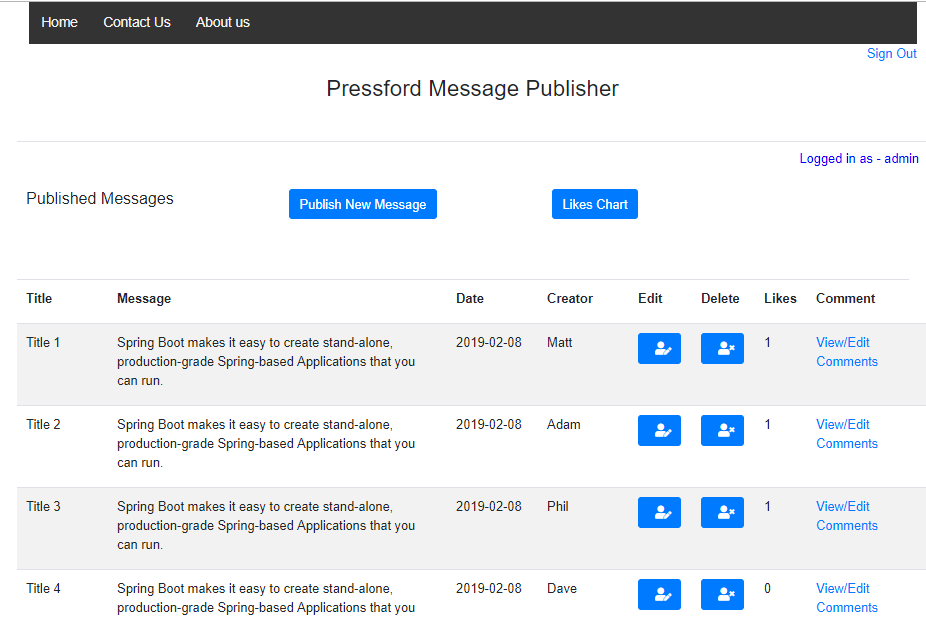 Home Contact Us About us
Sign Out
Pressford Message Publisher
Logged in as - admin
Published Messages Publish New Message Likes Chart
Title Message Date Creator Edit Delete Likes Comment
Title 1 Spring Boot makes it easy to create stand-alone, 2019-02-08 Matt 1 View/Edit
production-grade Spring-based Applications that you Comments
can run.
Title 2 Spring Boot makes it easy to create stand-alone, 2019-02-08 Adam 1 View/Edit
production-grade Spring-based Applications that you Comments
can run.
Title 3 Spring Boot makes it easy to create stand-alone, 2019-02-08 Phil 1 View/Edit
production-grade Spring-based Applications that you Comments
can run.
Title 4 Spring Boot makes it easy to create stand-alone, 2019-02-08 Dave 0 View/Edit
production-grade Spring-based Applications that you Comments